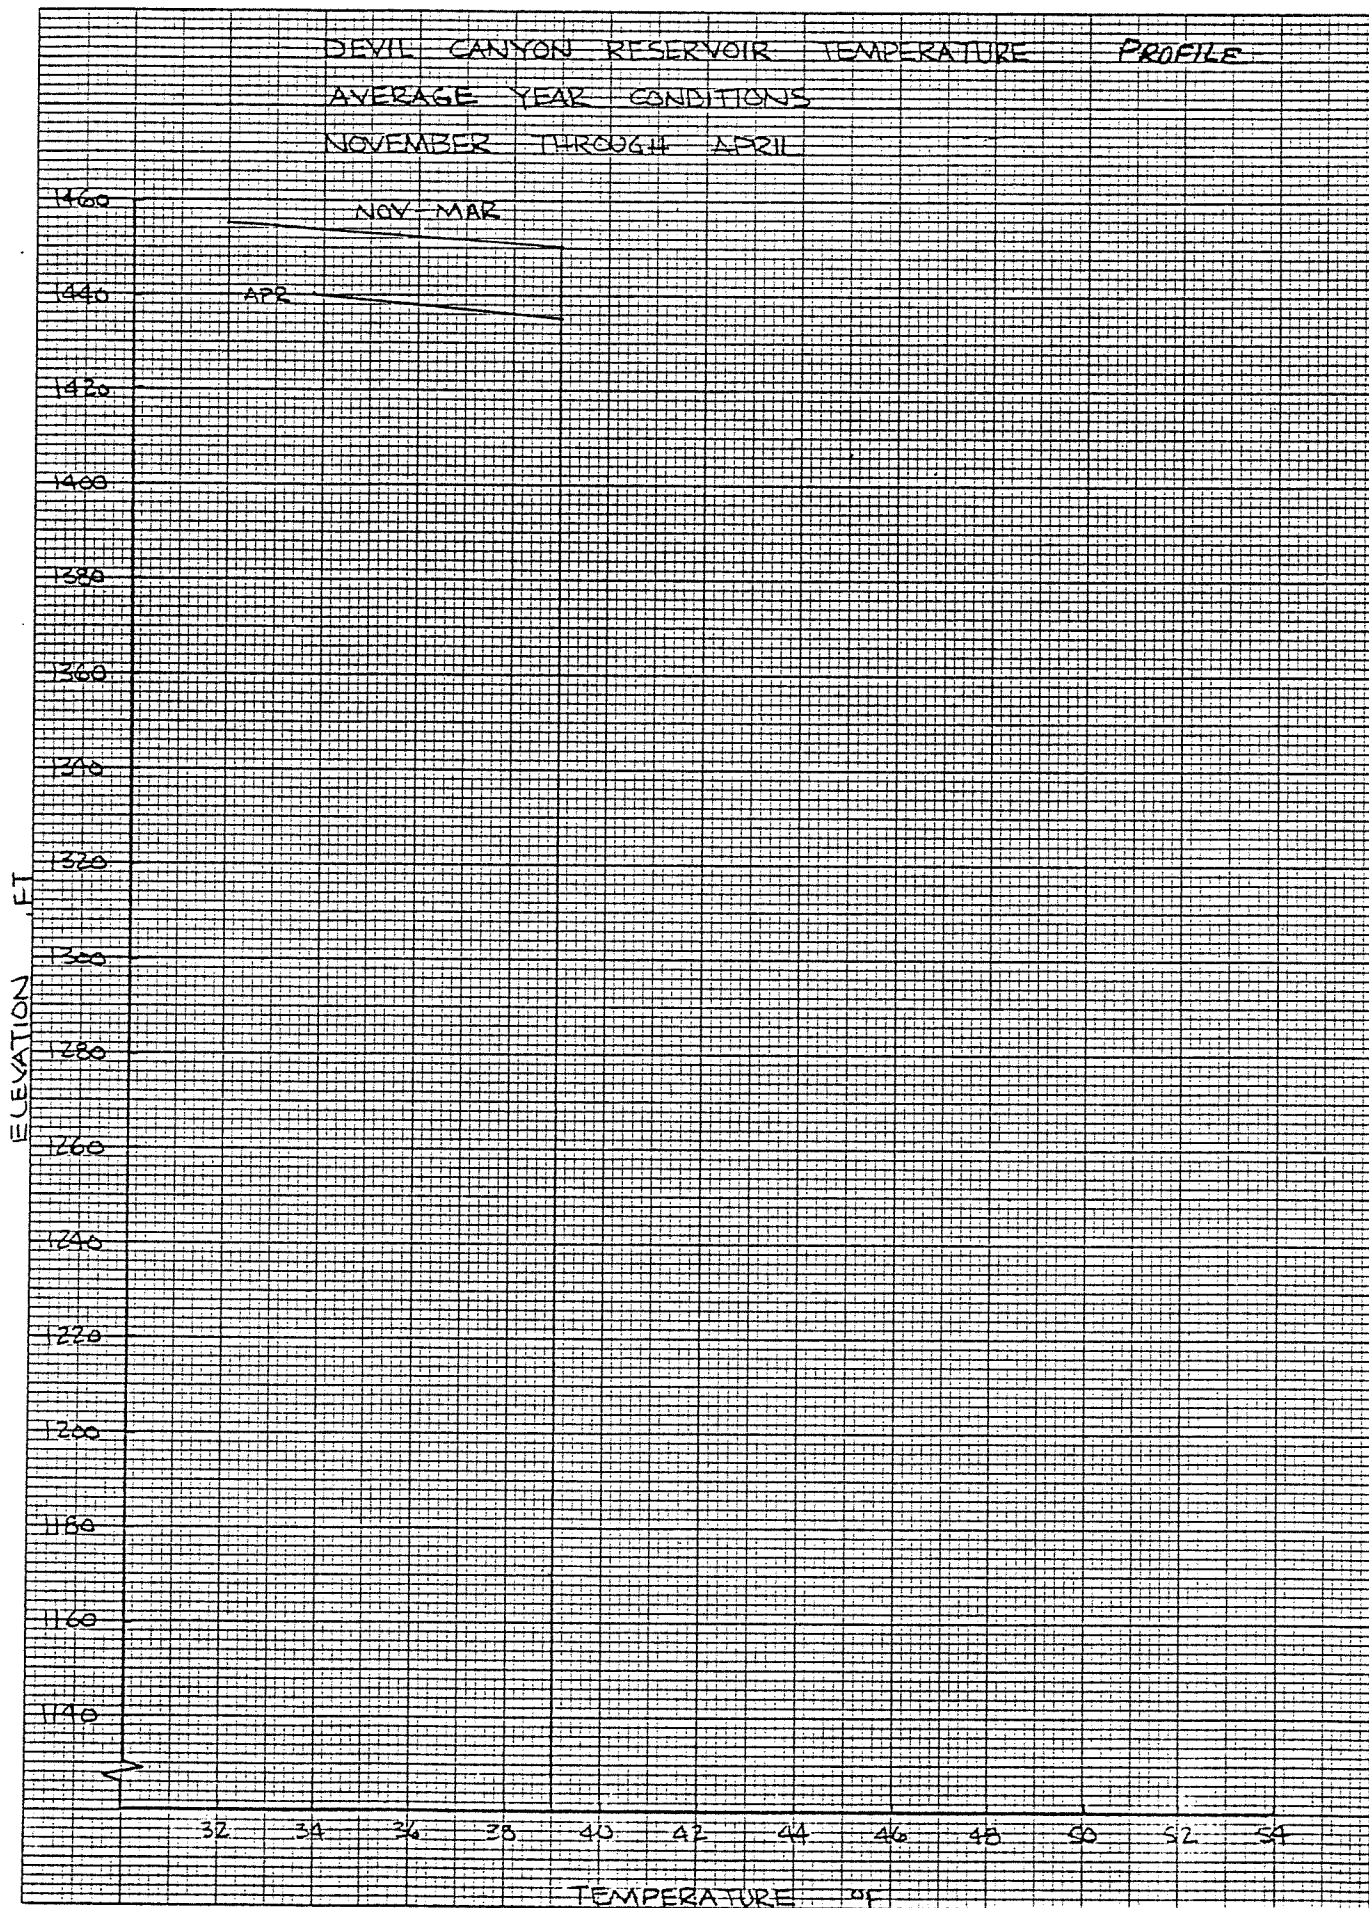 DEVIL CANYON RESERVOIR TEMPERATURE PROFILE
AVERAGE YEAR CONDITIONS
NOVEMBER THROUGH APRIL
1460
NOV-MAR
1440
APR
1420
1400
1380
1360
1340
1320
1300
1280
1260
1240
1220
1200
1180
1160
1140
ELEVATION, FT
32 34 36 38 40 42 44 46 48 50 52 54
TEMPERATURE °F